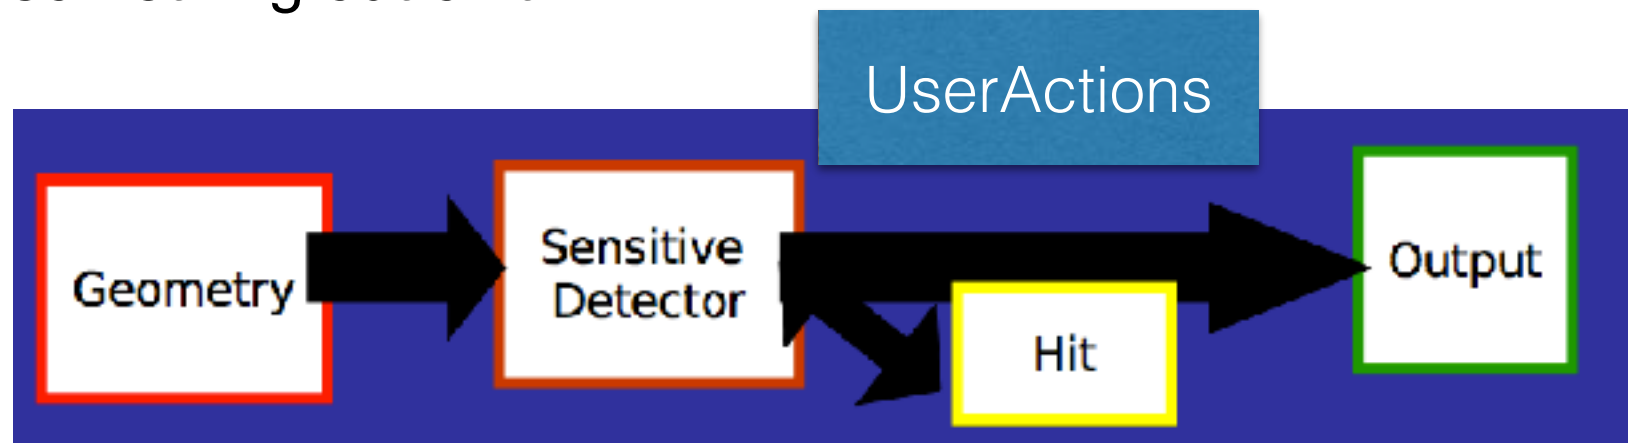 UserActions
Geometry
Sensitive
Detector
Hit
Output